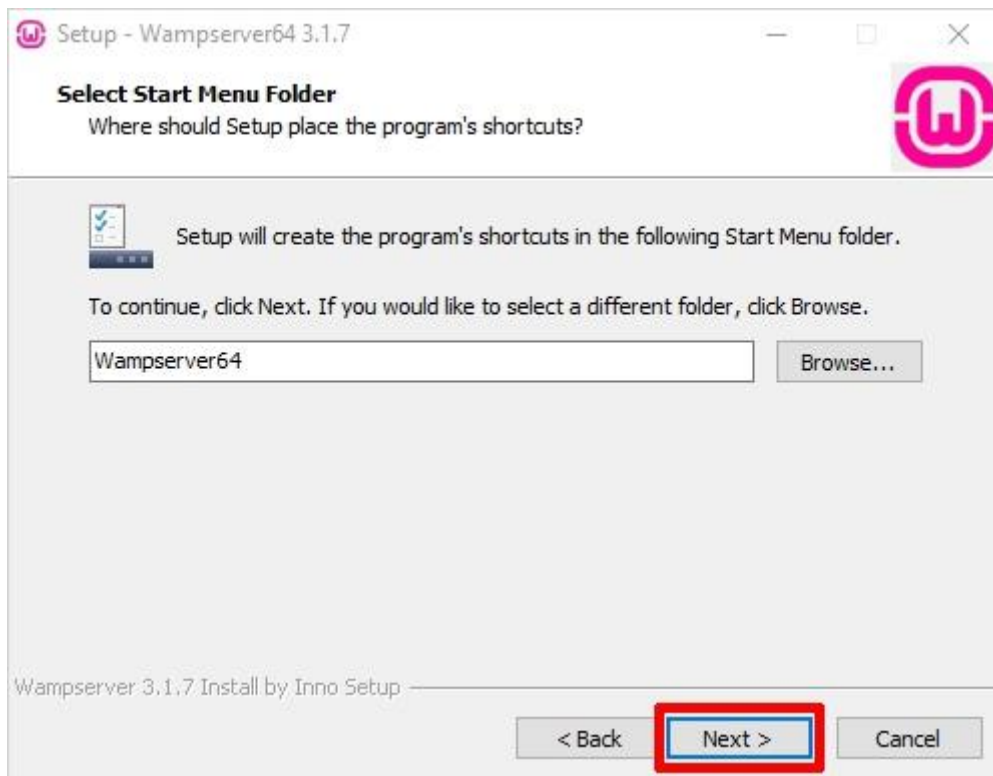 Setup - Wampserver64 3.1.7
Select Start Menu Folder
Where should Setup place the program's shortcuts?
Setup will create the program's shortcuts in the following Start Menu folder.
To continue, click Next. If you would like to select a different folder, click Browse.
Wampserver64
Browse...
Wampserver 3.1.7 Install by Inno Setup
< Back
Next >
Cancel